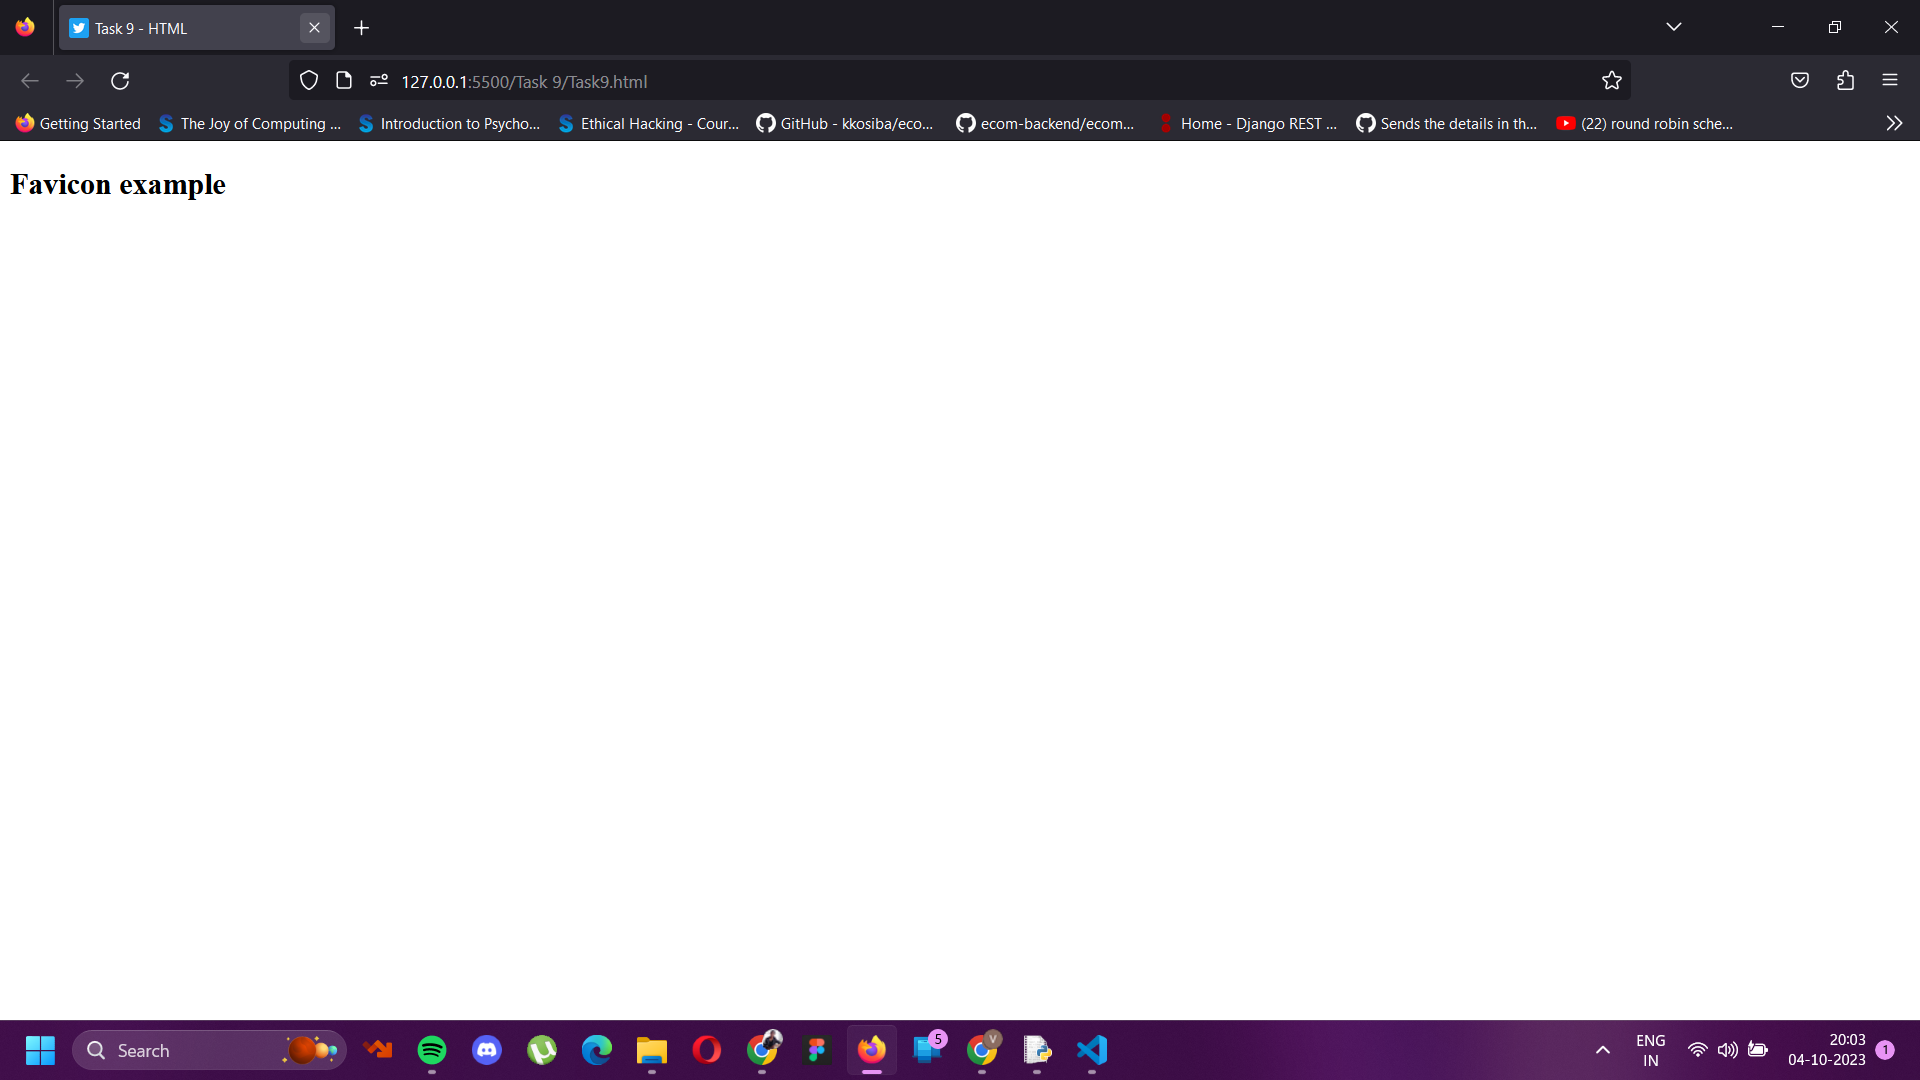 Task 9 - HTML
127.0.0.1:5500/Task 9/Task9.html
Getting Started The Joy of Computing ... Introduction to Psycho... Ethical Hacking - Cour... GitHub - kkosiba/eco... ecom-backend/ecom... Home - Django REST ... Sends the details in th... (22) round robin sche...
Favicon example
Search
5
V
ENG
IN
20:03
04-10-2023
1